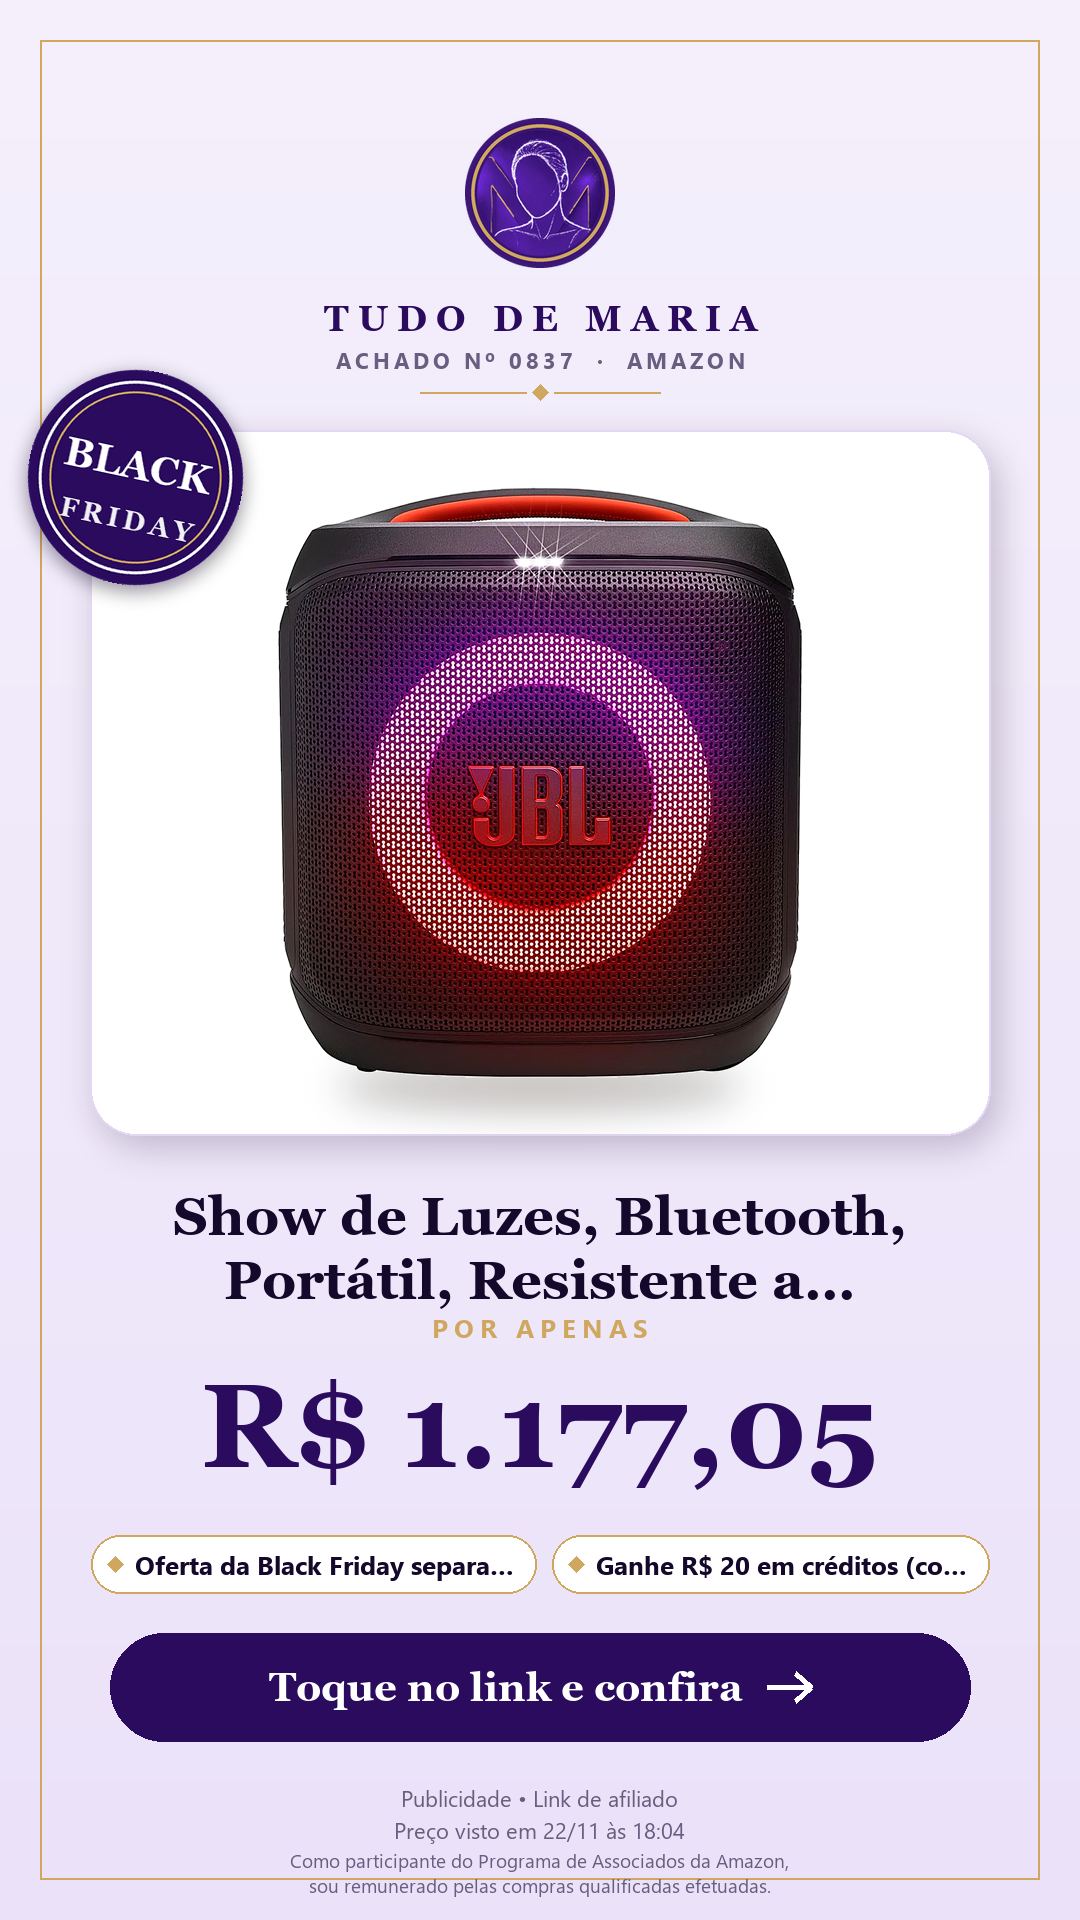 TUDO DE MARIA
ACHADO Nº 0837 · AMAZON
BLACK
FRIDAY
JBL
Show de Luzes, Bluetooth,
Portátil, Resistente a...
POR APENAS
R$ 1.177,05
Oferta da Black Friday separa...
Ganhe R$ 20 em créditos (co...
Toque no link e confira →
Publicidade • Link de afiliado
Preço visto em 22/11 às 18:04
Como participante do Programa de Associados da Amazon,
sou remunerado pelas compras qualificadas efetuadas.